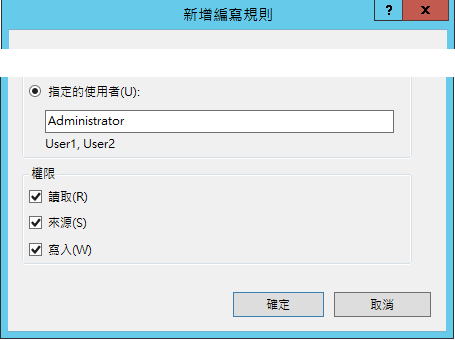 新增編寫規則
?
x
指定的使用者(U):
Administrator
User1, User2
權限
讀取(R)
來源(S)
寫入(W)
確定
取消